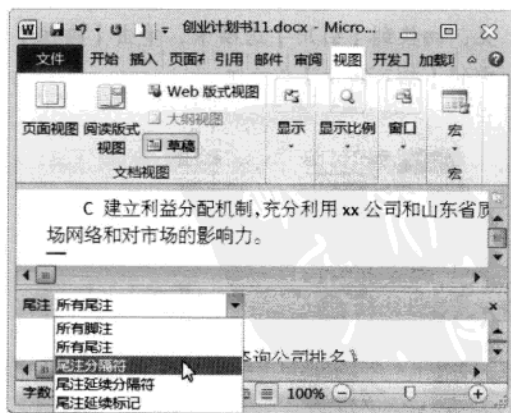 创业计划书11.docx - Micro...
文件 开始 插入 页面 引用 邮件 审阅 视图 开发 加载
页面视图 阅读版式视图 Web 版式视图 大纲视图 草稿 显示 显示比例 窗口 宏
文档视图 宏
C 建立利益分配机制,充分利用 xx 公司和山东省
场网络和对市场的影响力。
尾注 所有尾注
所有脚注
所有尾注
尾注分隔符
询公司排名》
尾注延续分隔符
尾注延续标记
字数 100%